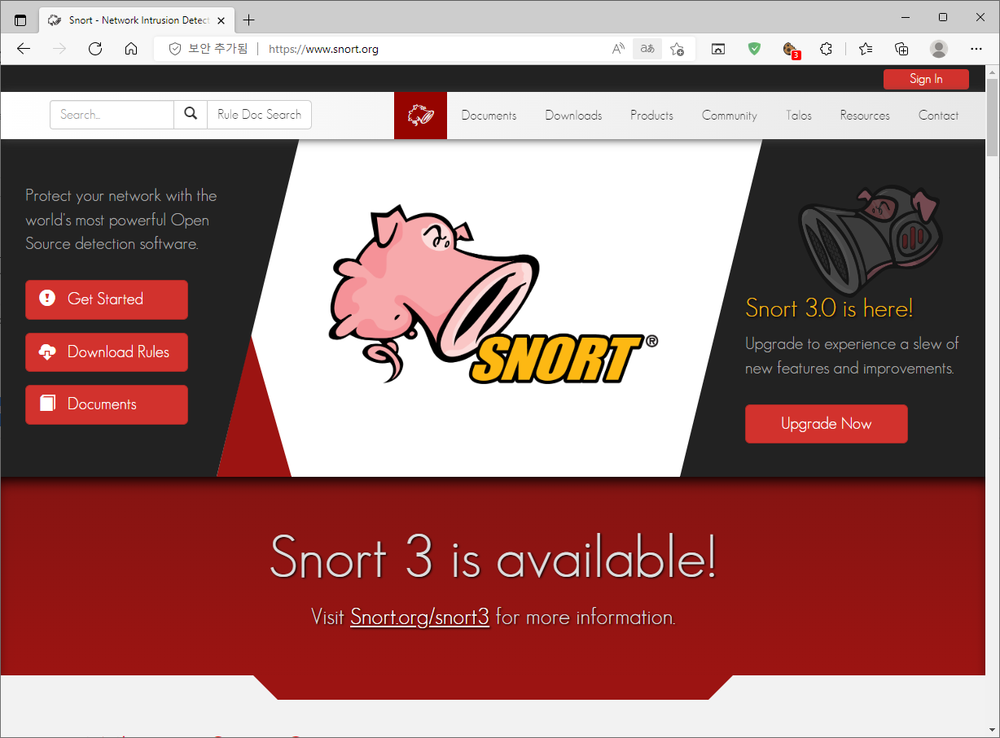 Snort - Network Intrusion Detect
보안 추가됨
https://www.snort.org
aあ
3
Sign In
Search...
Rule Doc Search
Documents
Downloads
Products
Community
Talos
Resources
Contact
Protect your network with the
world's most powerful Open
Source detection software.
Get Started
Download Rules
Documents
SNORT®
Snort 3.0 is here!
Upgrade to experience a slew of
new features and improvements.
Upgrade Now
Snort 3 is available!
Visit Snort.org/snort3 for more information.